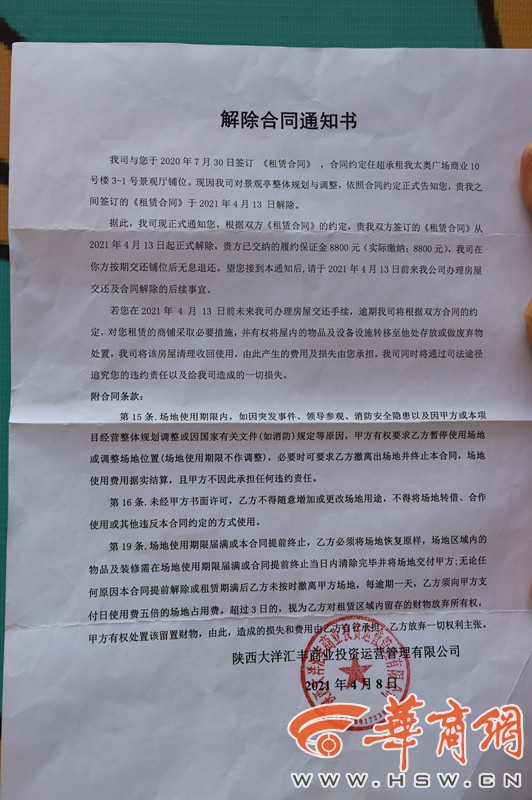 解除合同通知书
我司与您于2020年7月30日签订 《租赁合同》 ，合同约定任超承租我太奥广场商业10
号楼3-1号景观厅铺位。现因我司对景观亭整体规划与调整，依照合同约定正式告知您，贵我之
间签订的《租赁合同》于2021年4月13 日解除。
据此，我司现正式通知您，根据双方《租赁合同》的约定，贵我双方签订的《租赁合同》从
2021年4月13日起正式解除，贵方已交纳的履约保证金8800元（实际缴纳：8800元），我司在
你方按期交还铺位后无息退还。望您接到本通知后,请于2021年4月13日前来我公司办理房屋
交还及合同解除的后续事宜。
若您在2021年 4月 13 日前未来我司办理房屋交还手续，逾期我司将根据双方合同的约
定，对您租赁的商铺采取必要措施，并有权将屋内的物品及设备设施转移至他处存放或做废弃物
处置，我司将该房屋清理收回使用，由此产生的费用及损失由您承担。我司同时将通过司法途径
追究您的违约责任以及给我司造成的一切损失。
附合同条款：
第15条.场地使用期限内，如因突发事件、领导参观、消防安全隐患以及因甲方或本项
目经营整体规划调整或因国家有关文件(如消防)规定等原因，甲方有权要求乙方暂停使用场地
或调整场地位置(场地使用期限不作调整)，必要时可要求乙方撤离出场地并终止本合同，场地
使用费用据实结算，且甲方不因此承担任何违约责任。
第16条.未经甲方书面许可，乙方不得随意增加或更改场地用途，不得将场地转借、合作
使用或其他违反本合同约定的方式使用。
第19条.场地使用期限届满或本合同提前终止，乙方必须将场地恢复原样，场地区域内的
物品及装修需在场地使用期限届满或合同提前终止当日内清除完毕并将场地交付甲方;无论任
何原因本合同提前解除或租赁期满后乙方未按时撤离甲方场地，每逾期一天，乙方须向甲方支
付日使用费五倍的场地占用费。超过3日的，视为乙方对租赁区域内留存的财物放弃所有权，
甲方有权处置该留置财物，由此，造成的损失和费用由乙方自行承担，乙方放弃一切权利主张。
陕西大洋汇丰商业投资运营管理有限公司
2021年4月8日
华商网
WWW.HSW.CN